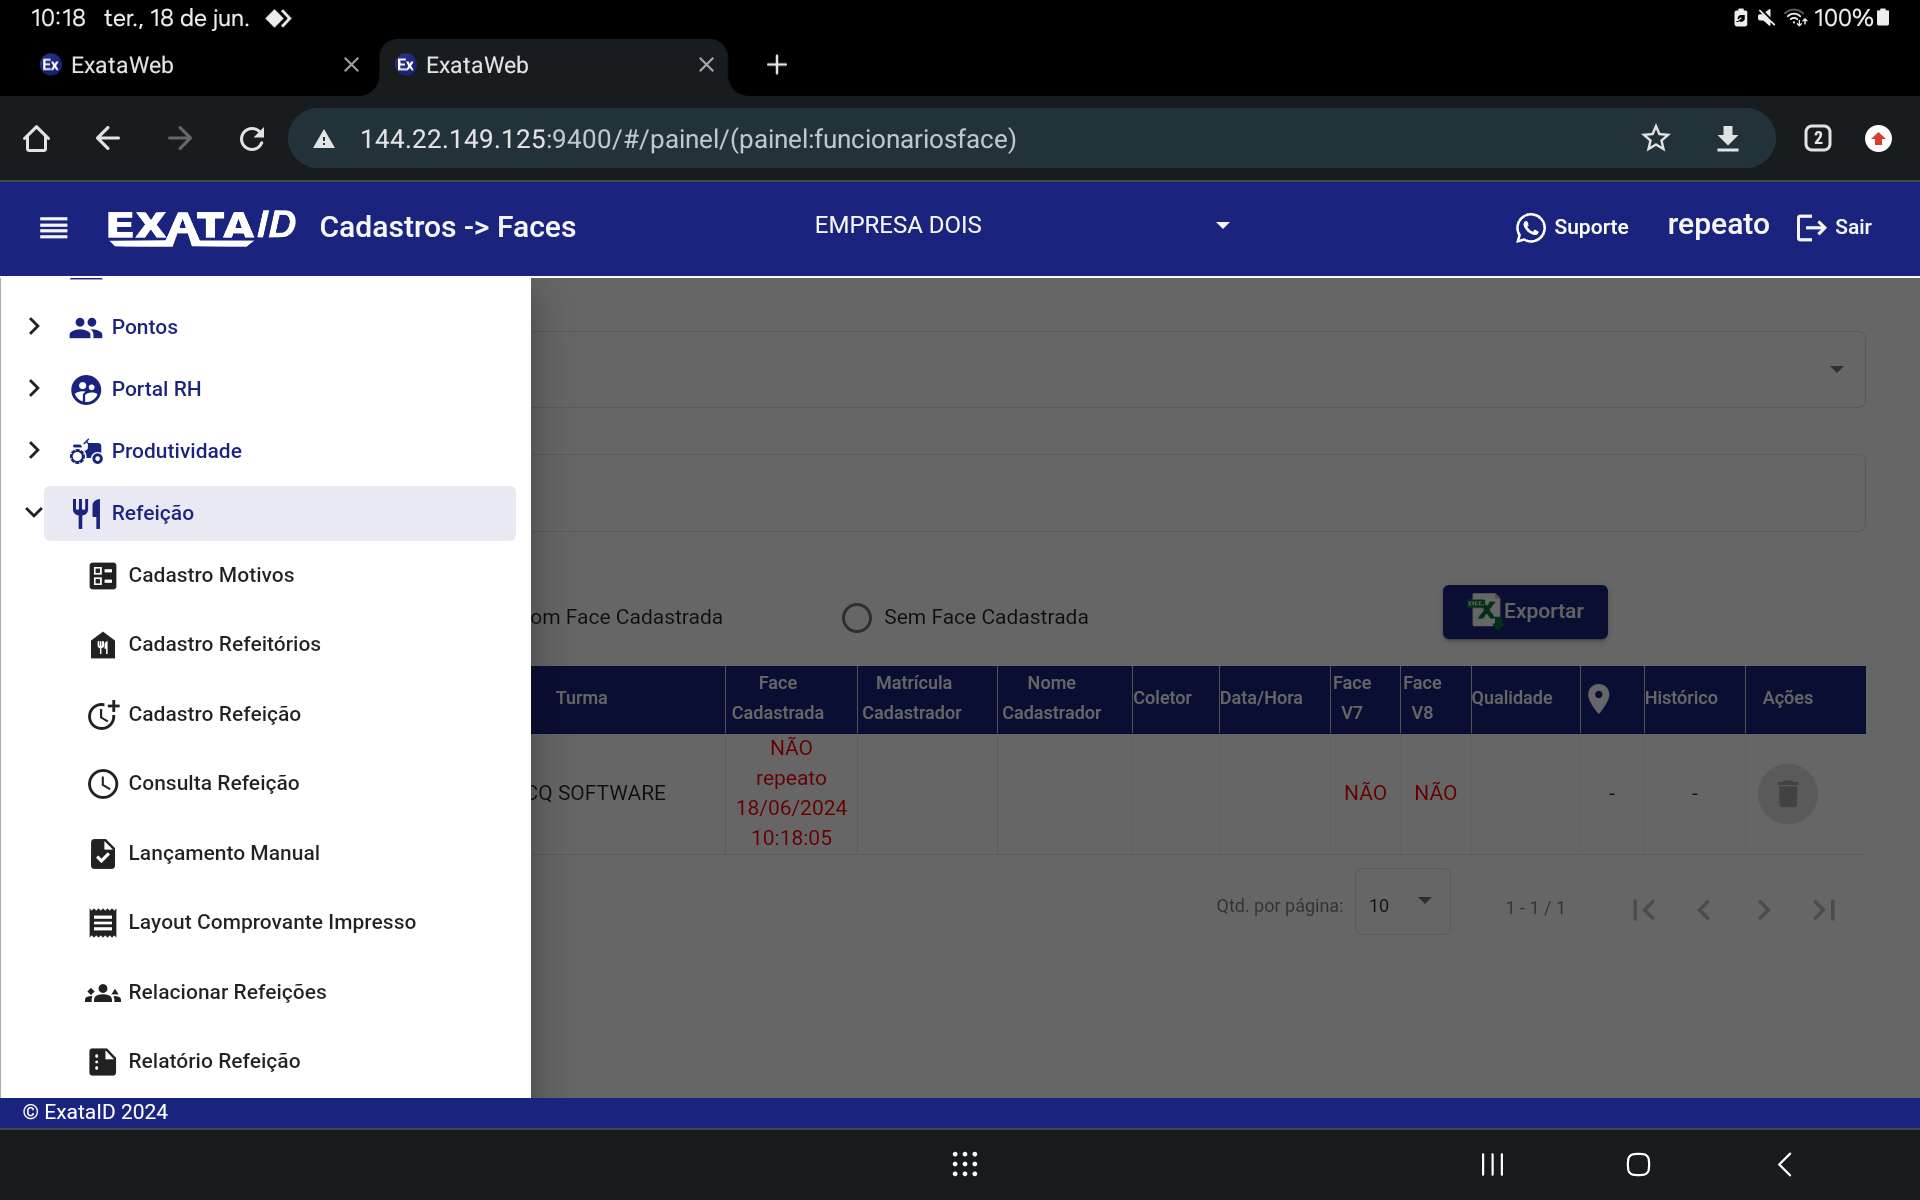 10:18 ter., 18 de jun. 100%
Ex ExataWeb Ex ExataWeb
144.22.149.125:9400/#/painel/(painel:funcionariosface) 2
EXATA ID Cadastros -> Faces EMPRESA DOIS Suporte repeato Sair
Pontos
Portal RH
Produtividade
Refeição
Cadastro Motivos
Cadastro Refeitórios
Cadastro Refeição
Consulta Refeição
Lançamento Manual
Layout Comprovante Impresso
Relacionar Refeições
Relatório Refeição
om Face Cadastrada Sem Face Cadastrada Exportar
Turma
Face Cadastrada
Matrícula Cadastrador
Nome Cadastrador
Coletor
Data/Hora
Face V7
Face V8
Qualidade
Histórico
Ações
CQ SOFTWARE
NÃO
repeato
18/06/2024
10:18:05
NÃO NÃO - -
Qtd. por página: 10 1 - 1 / 1
© ExataID 2024